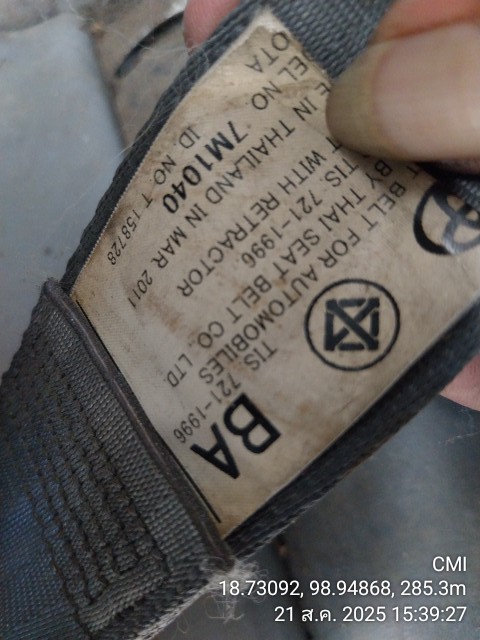 BA
TIS. 721-1996
BELT FOR AUTOMOBILES
BY THAI SEAT BELT CO., LTD.
TIS. 721-1996
WITH RETRACTOR
IN THAILAND IN MAR 2011
NO. 7M1040
ID. NO. T 158728
CMI
18.73092, 98.94868, 285.3m
21 ส.ค. 2025 15:39:27